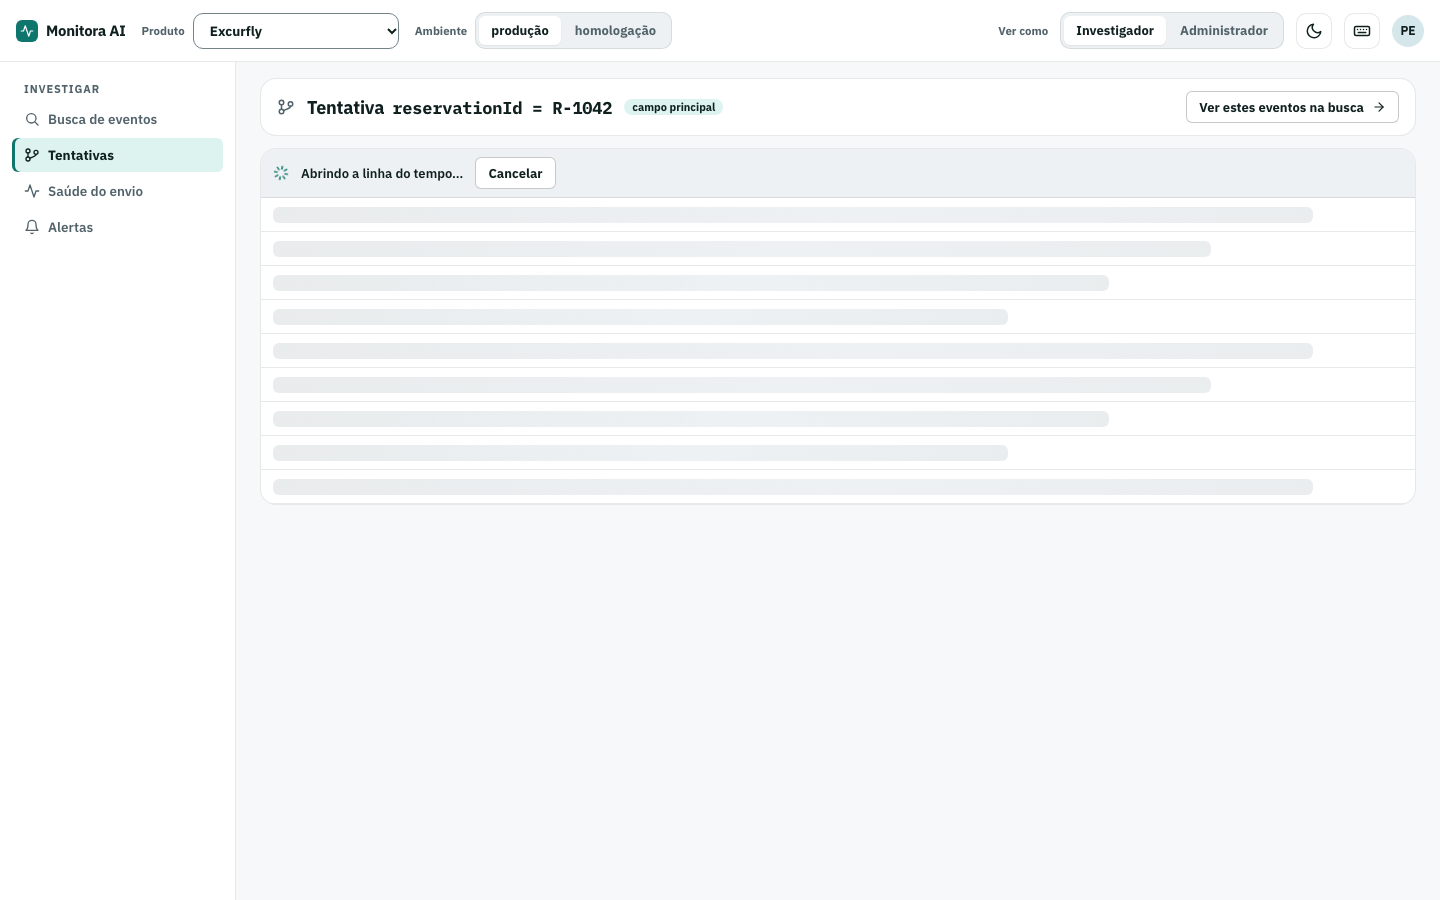 Monitora AI Produto Excurfly Ambiente produção homologação Ver como Investigador Administrador PE
INVESTIGAR
Busca de eventos
Tentativas
Saúde do envio
Alertas
Tentativa reservationId = R-1042 campo principal Ver estes eventos na busca →
Abrindo a linha do tempo... Cancelar